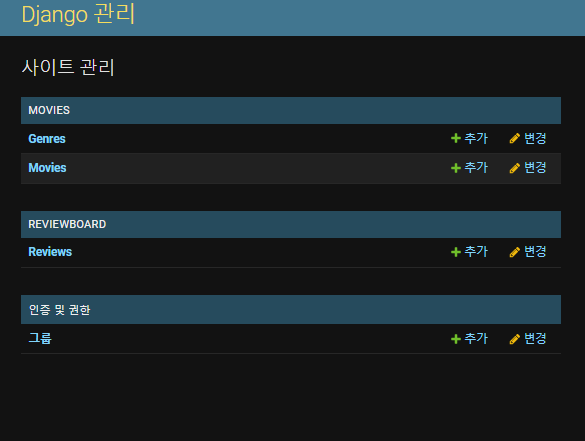 Django 관리
사이트 관리
MOVIES
Genres 추가 변경
Movies 추가 변경
REVIEWBOARD
Reviews 추가 변경
인증 및 권한
그룹 추가 변경